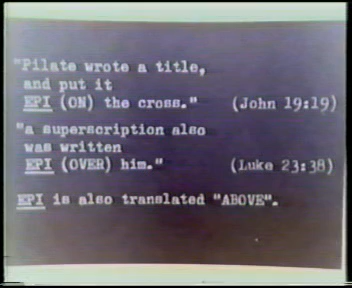 "Pilate wrote a title,
and put it
EPI (ON) the cross." (John 19:19)
"a superscription also
was written
EPI (OVER) him." (Luke 23:38)
EPI is also translated "ABOVE".